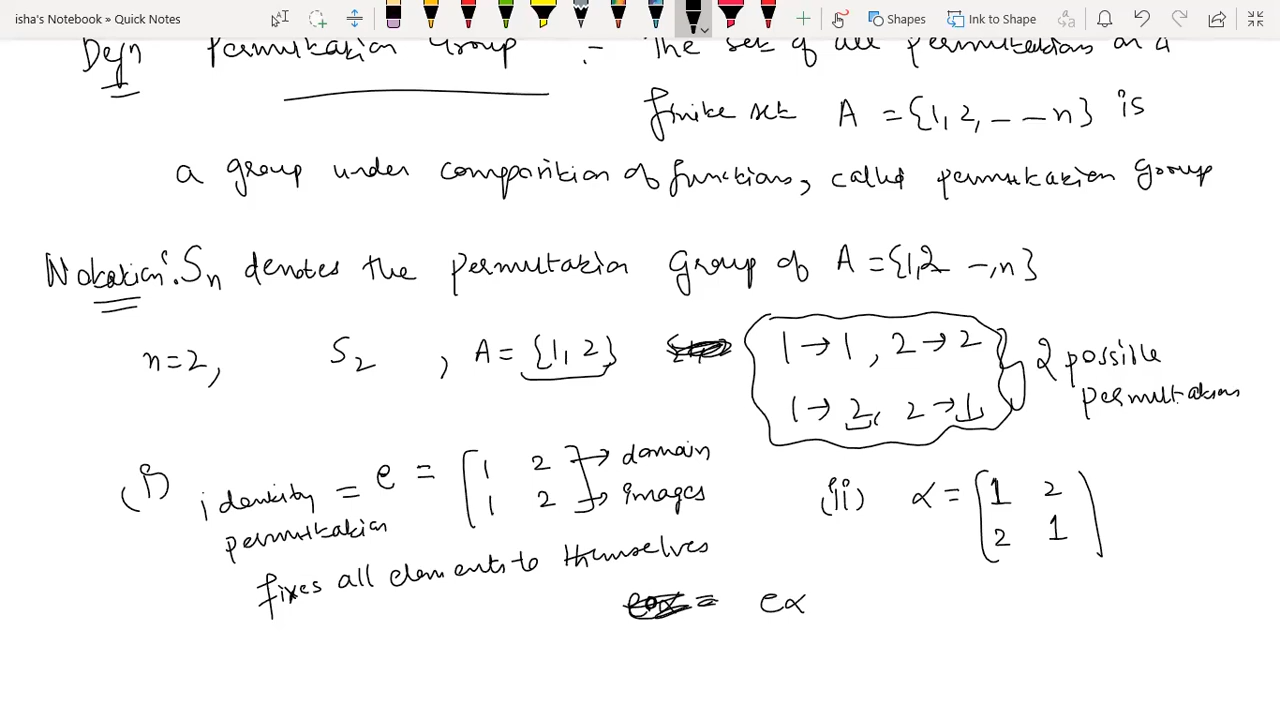 isha's Notebook » Quick Notes
Shapes
Ink to Shape
Defn Permutation Group :- The set of all permutations on a
finite set A = {1, 2, - - n} is
a group under composition of functions, called permutation Group
Notation: Sn denotes the permutation Group of A = {1,2 -, n}
n=2, S2 , A = {1, 2} 1 → 1, 2 → 2
1 → 2, 2 → 1 2 possible permutations
(i) identity permutation = e = [1 2 → domain
1 2] → images
fixes all elements to themselves
(ii) α = (1 2
2 1)
= eα